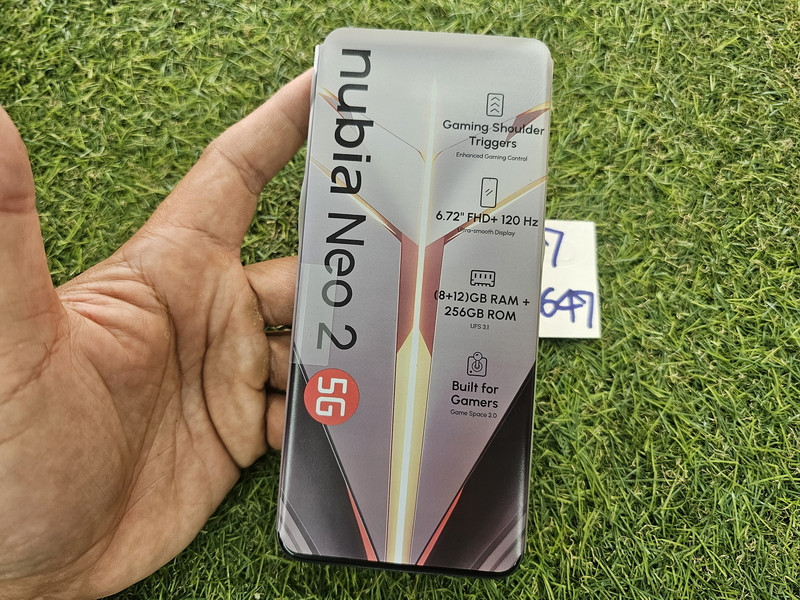 nubia Neo 2
5G
Gaming Shoulder
Triggers
Enhanced Gaming Control
6.72" FHD+ 120 Hz
Ultra-smooth Display
(8+12)GB RAM +
256GB ROM
UFS 3.1
Built for
Gamers
Game Space 2.0
7
647